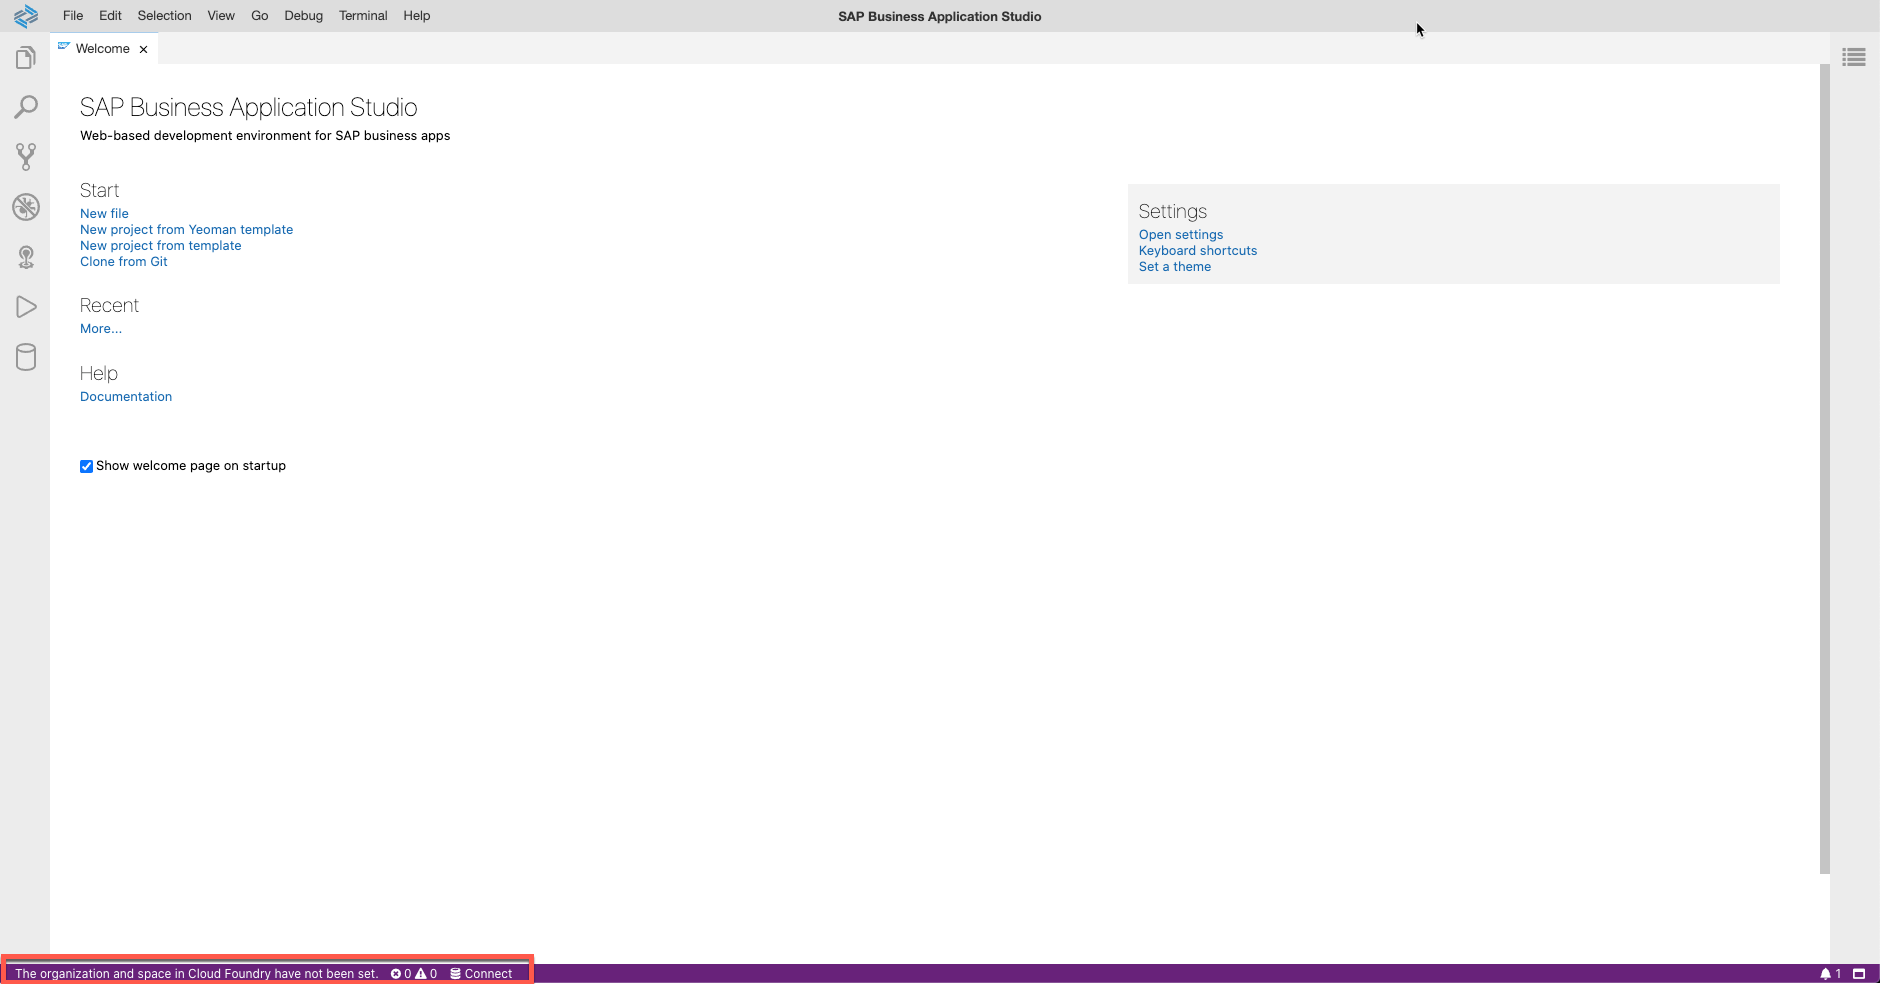 File Edit Selection View Go Debug Terminal Help
SAP Business Application Studio
Welcome
SAP Business Application Studio
Web-based development environment for SAP business apps
Start
New file
New project from Yeoman template
New project from template
Clone from Git
Recent
More...
Help
Documentation
Show welcome page on startup
Settings
Open settings
Keyboard shortcuts
Set a theme
The organization and space in Cloud Foundry have not been set. 0 0 Connect
1